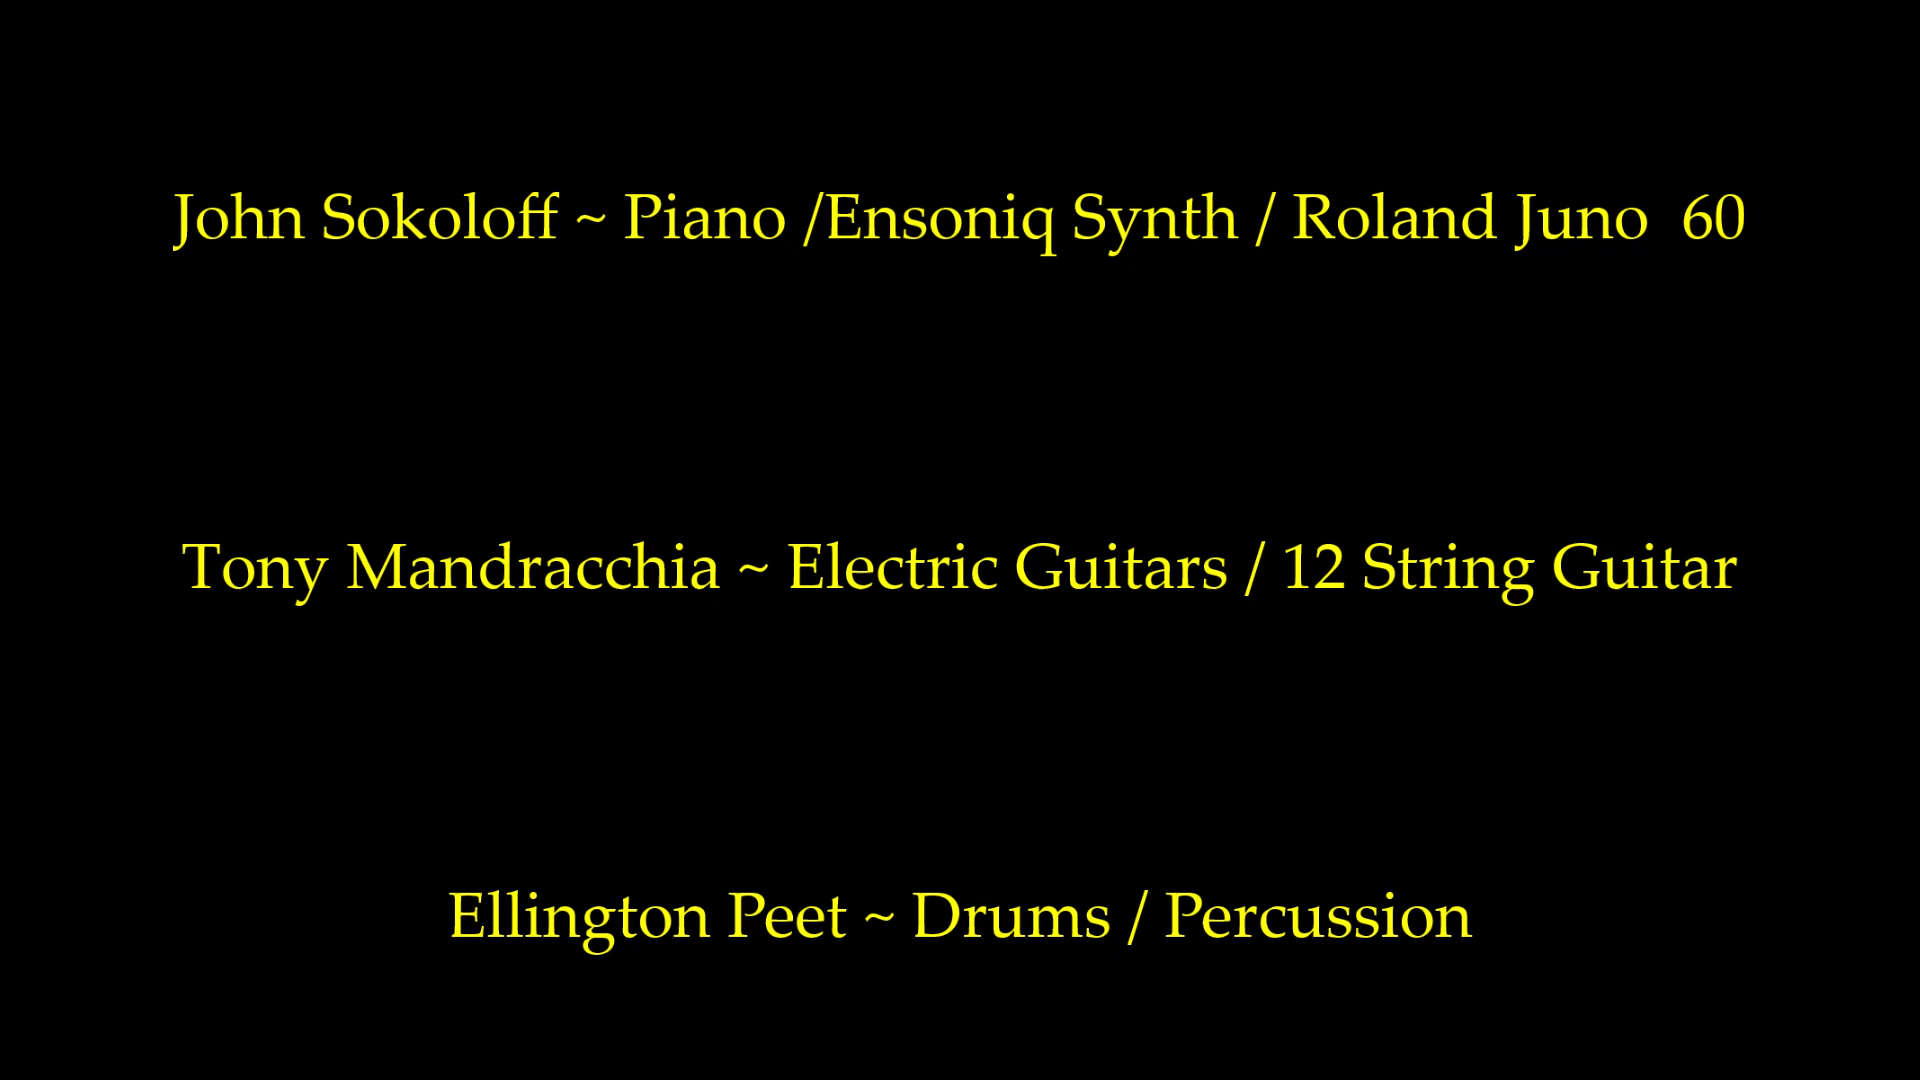 John Sokoloff ~ Piano /Ensoniq Synth / Roland Juno  60
Tony Mandracchia ~ Electric Guitars / 12 String Guitar
Ellington Peet ~ Drums / Percussion